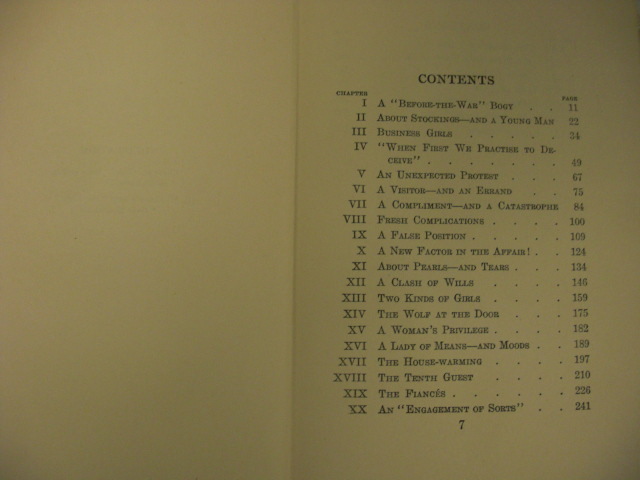 CONTENTS
CHAPTER PAGE
I A "Before-the-War" Bogy . . 11
II About Stockings—and a Young Man 22
III Business Girls . . . . . 34
IV "When First We Practise to De-
ceive" . . . . . . . 49
V An Unexpected Protest . . . 67
VI A Visitor—and an Errand . . 75
VII A Compliment—and a Catastrophe 84
VIII Fresh Complications . . . . 100
IX A False Position . . . . . 109
X A New Factor in the Affair! . . 124
XI About Pearls—and Tears . . . 134
XII A Clash of Wills . . . . 146
XIII Two Kinds of Girls . . . . 159
XIV The Wolf at the Door . . . 175
XV A Woman's Privilege . . . . 182
XVI A Lady of Means—and Moods . . 189
XVII The House-warming . . . . 197
XVIII The Tenth Guest . . . . 210
XIX The Fiancés . . . . . . 226
XX An "Engagement of Sorts" . . 241
7